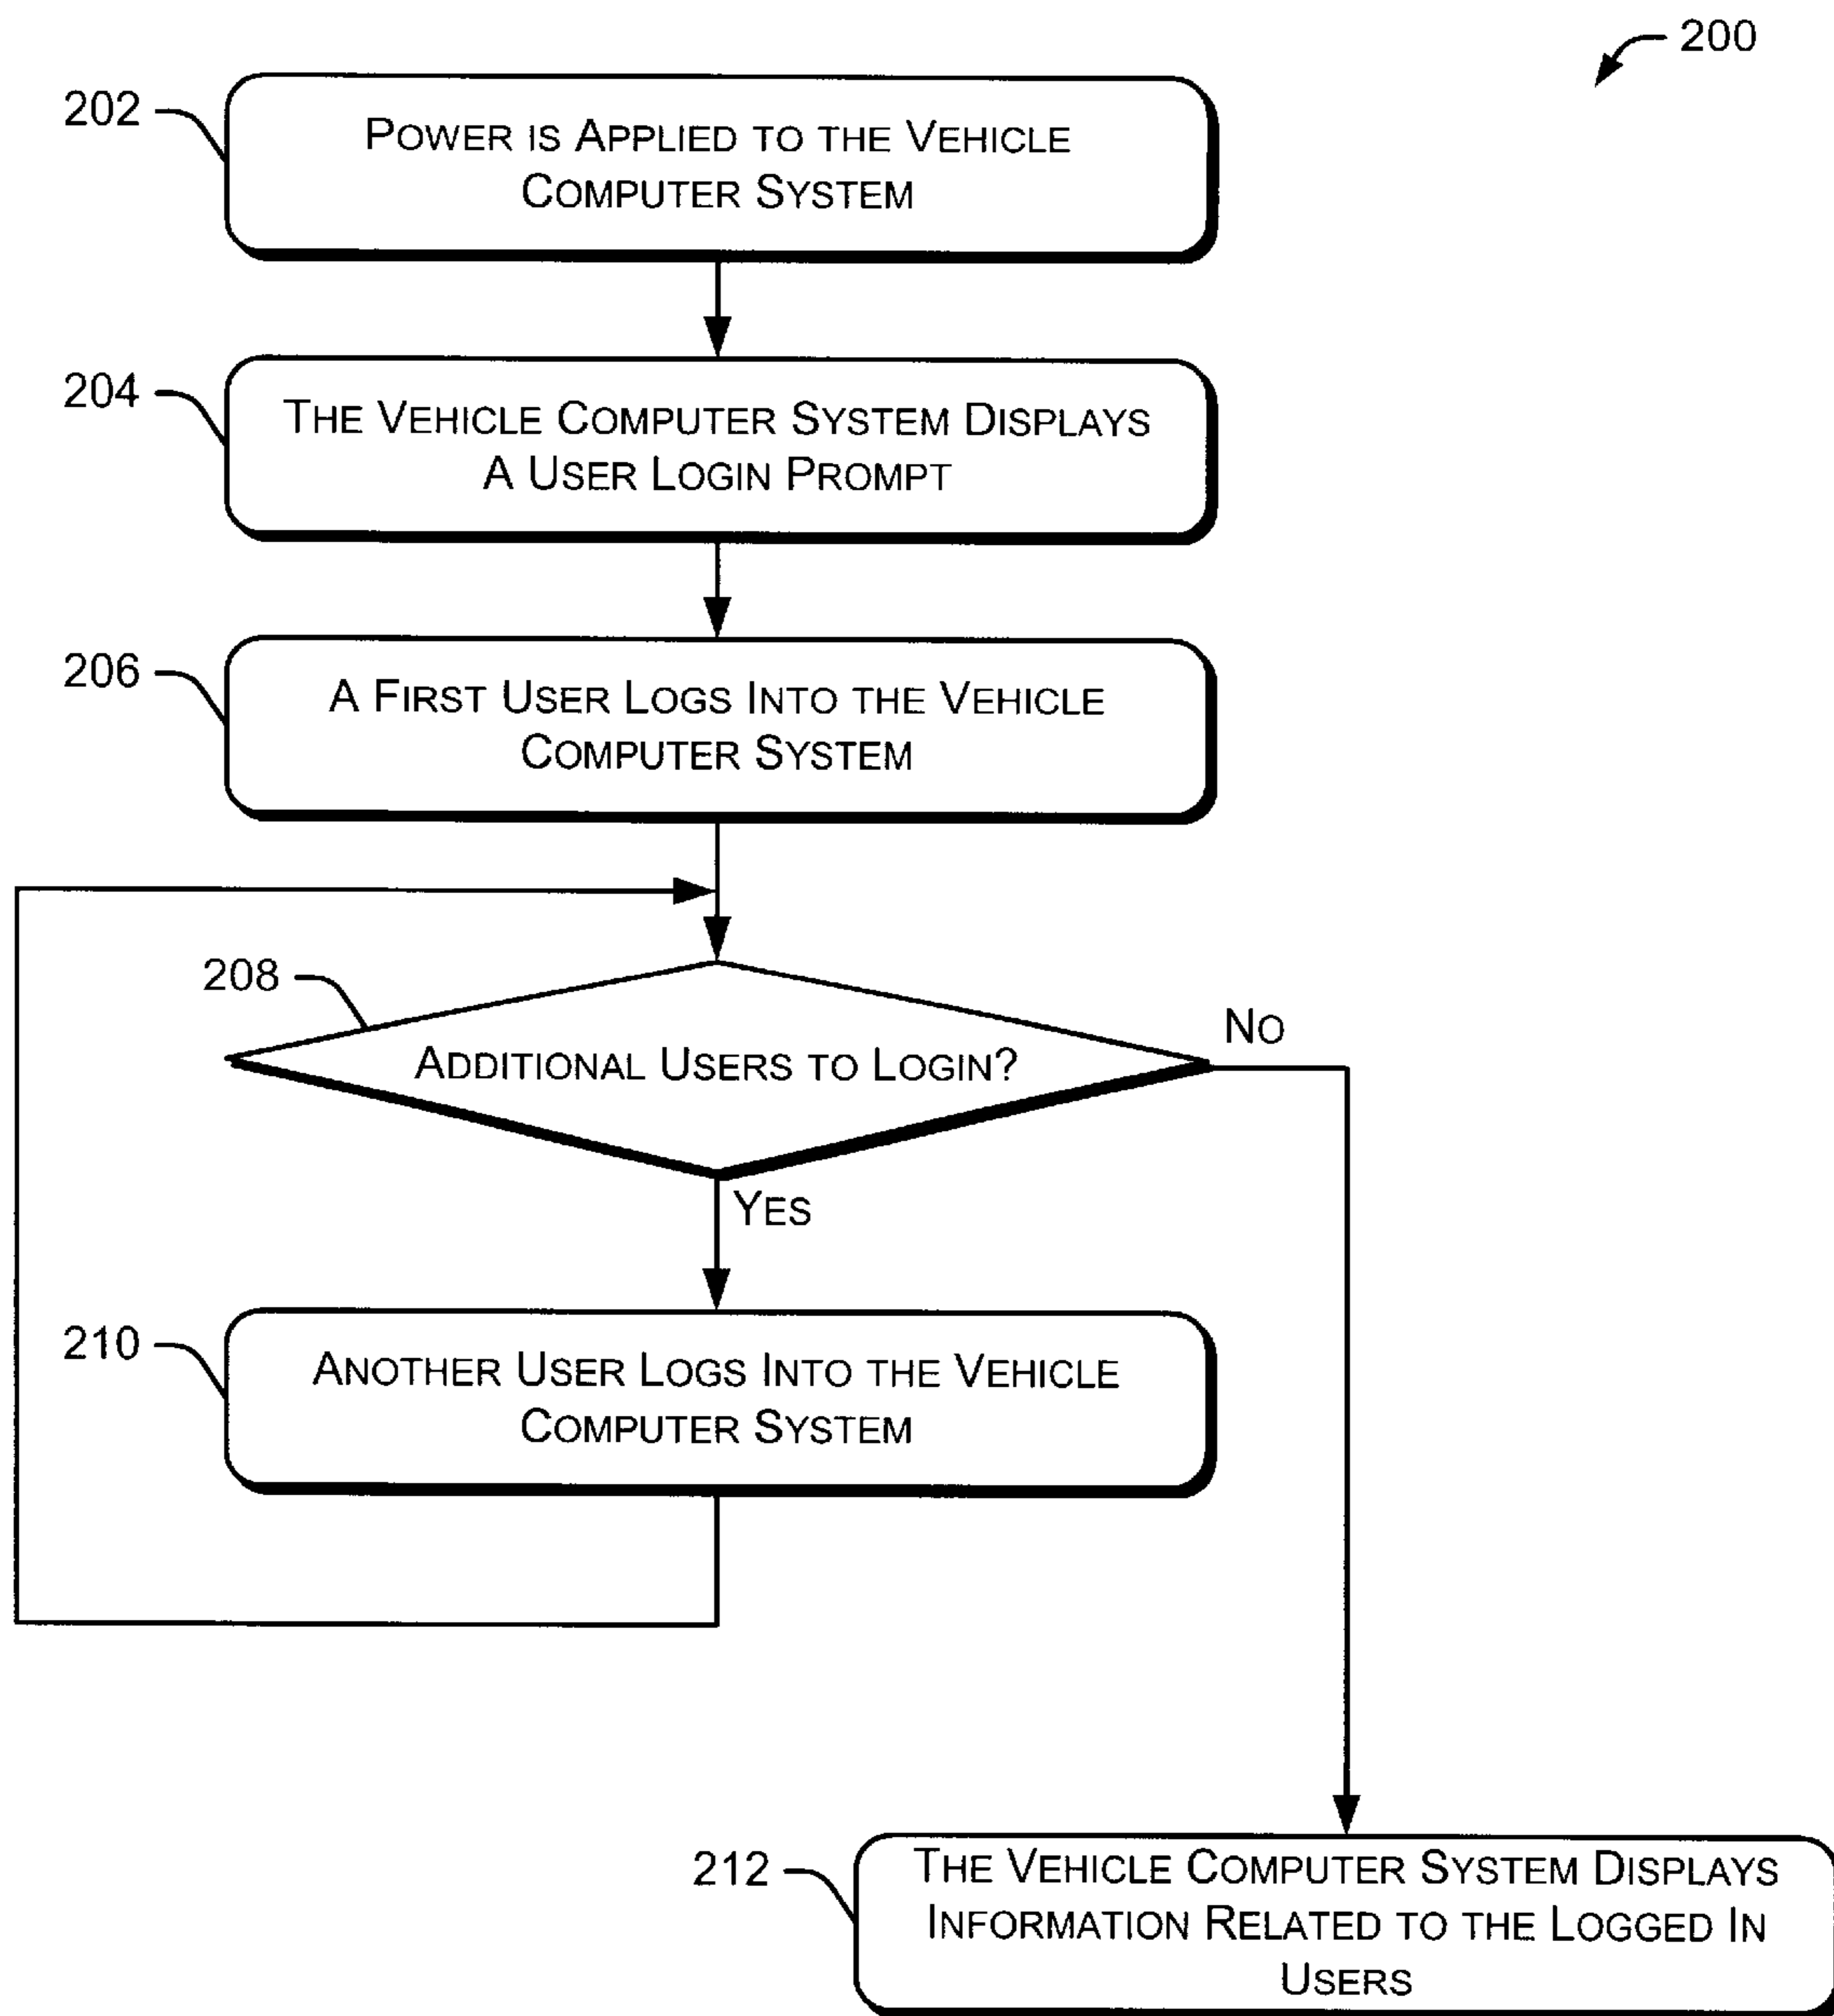 200
202
POWER IS APPLIED TO THE VEHICLE
COMPUTER SYSTEM
204
THE VEHICLE COMPUTER SYSTEM DISPLAYS
A USER LOGIN PROMPT
206
A FIRST USER LOGS INTO THE VEHICLE
COMPUTER SYSTEM
208
ADDITIONAL USERS TO LOGIN?
NO
YES
210
ANOTHER USER LOGS INTO THE VEHICLE
COMPUTER SYSTEM
212
THE VEHICLE COMPUTER SYSTEM DISPLAYS
INFORMATION RELATED TO THE LOGGED IN
USERS